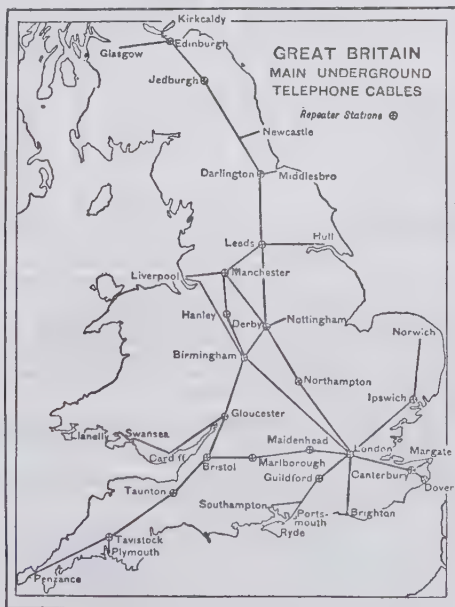 Kirkcaldy
Glasgow
Edinburgh
GREAT BRITAIN
MAIN UNDERGROUND
TELEPHONE CABLES
Repeater Stations
Jedburgh
Newcastle
Darlington
Middlesbro
Leeds
Hull
Liverpool
Manchester
Hanley
Derby
Nottingham
Norwich
Birmingham
Northampton
Ipswich
Gloucester
Llanelly
Swansea
Cardiff
Bristol
Maidenhead
London
Margate
Marlborough
Guildford
Canterbury
Dover
Taunton
Southampton
Ports-
mouth
Brighton
Ryde
Tavistock
Plymouth
Penzance